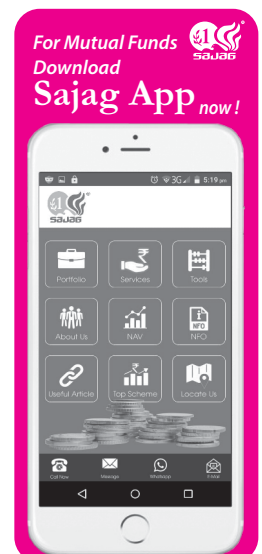 For Mutual Funds
SAJAG
Download
Sajag App now !
3G 5:19 pm
SAJAG
Portfolio Services Tools
About Us NAV NFO
NFO
Useful Article Top Scheme Locate Us
Call Now Message Whatsapp E-Mail